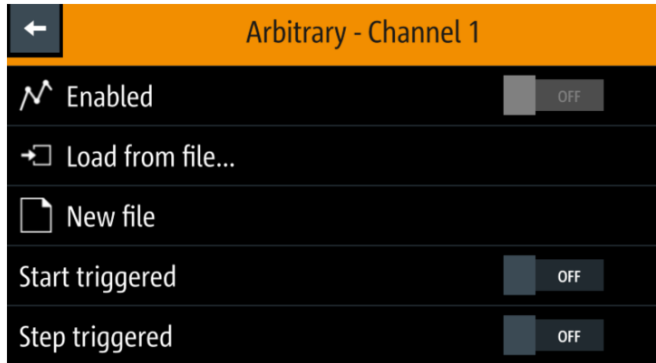 Arbitrary - Channel 1
Enabled OFF
Load from file...
New file
Start triggered OFF
Step triggered OFF